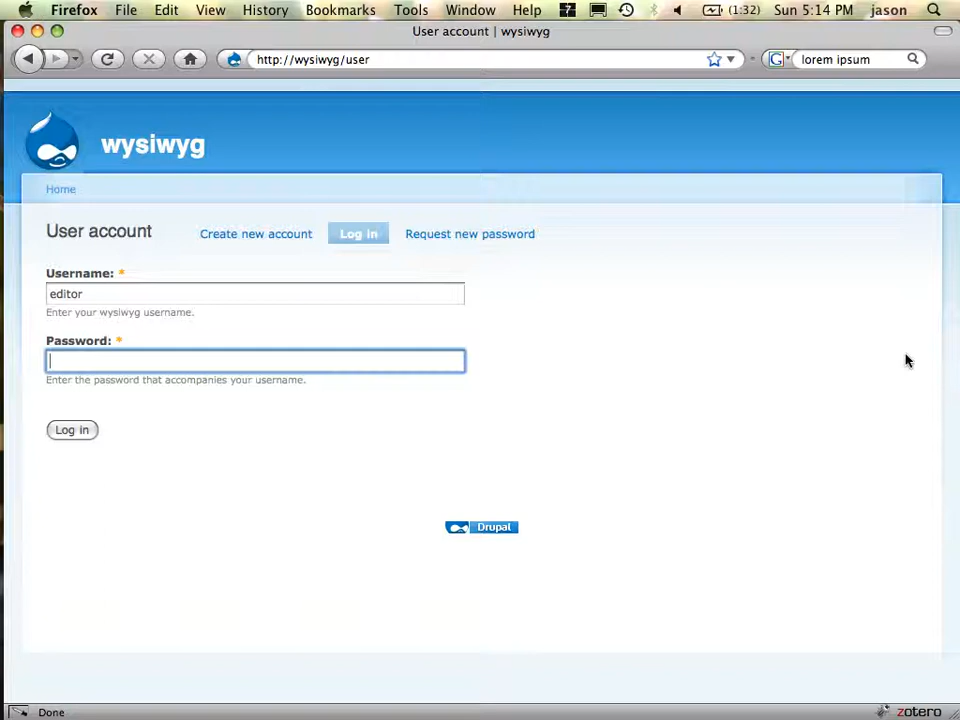 Firefox File Edit View History Bookmarks Tools Window Help (1:32) Sun 5:14 PM jason
User account | wysiwyg
http://wysiwyg/user
G lorem ipsum
wysiwyg
Home
User account Create new account Log in Request new password
Username: *
editor
Enter your wysiwyg username.
Password: *
Enter the password that accompanies your username.
Log in
Drupal
Done zotero